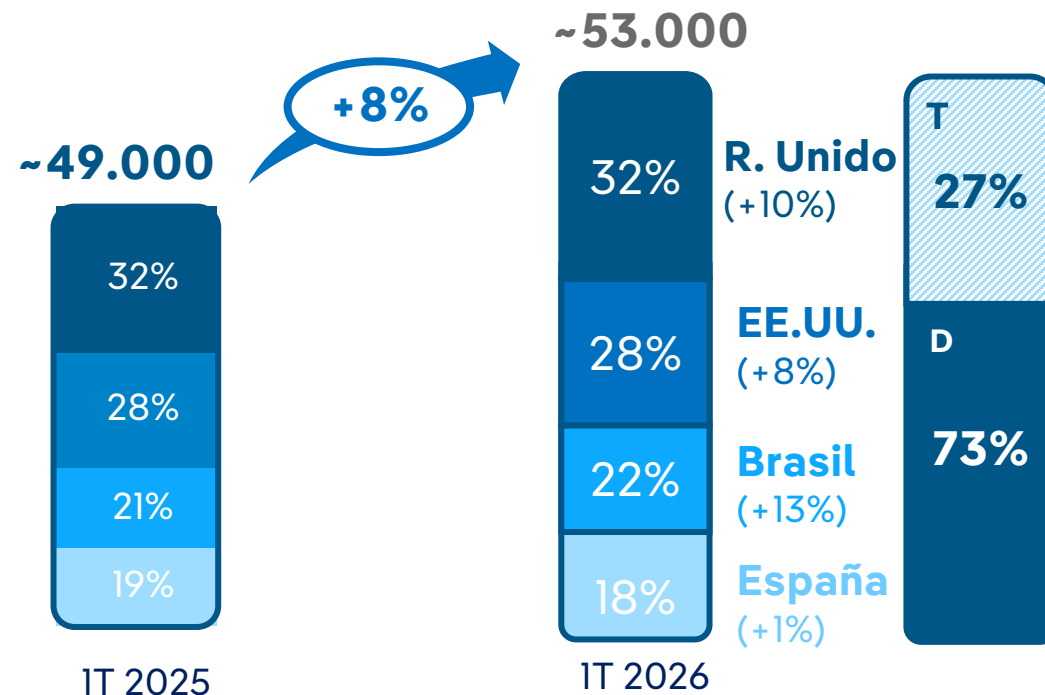 ~49.000
32%
28%
21%
19%
1T 2025
+8%
~53.000
32%
28%
22%
18%
1T 2026
R. Unido
(+10%)
EE.UU.
(+8%)
Brasil
(+13%)
España
(+1%)
T
27%
D
73%